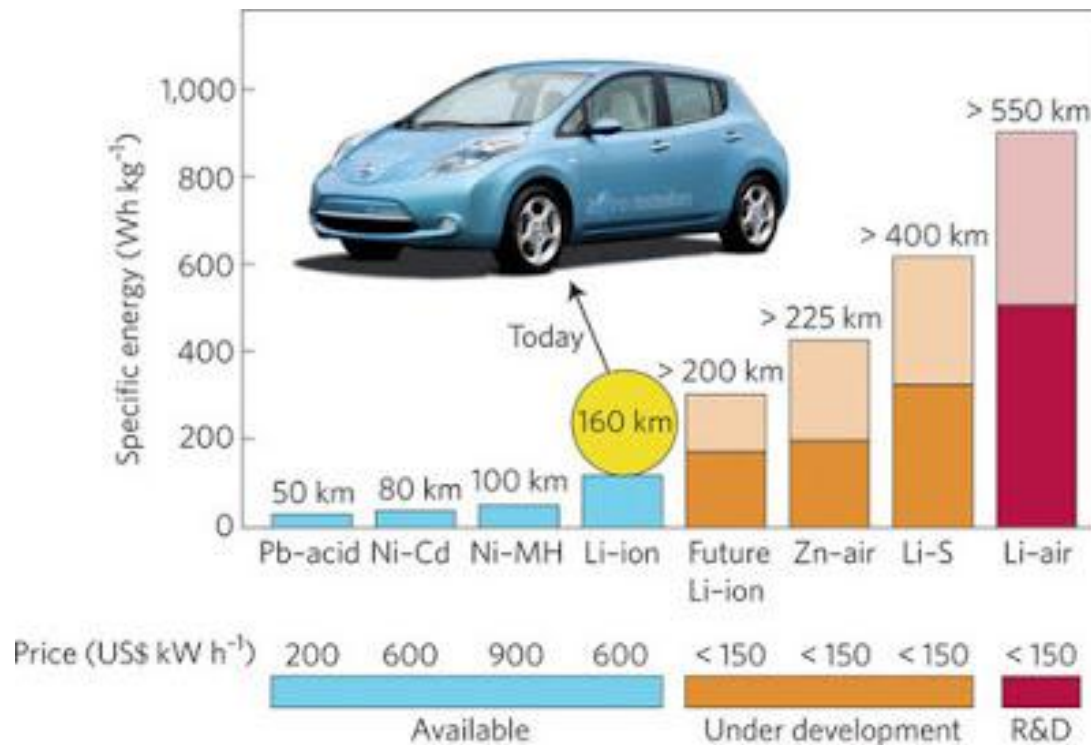 1,000
800
600
400
200
0
Specific energy (Wh kg⁻¹)
> 550 km
> 400 km
> 225 km
Today
> 200 km
160 km
50 km
80 km
100 km
Pb-acid
Ni-Cd
Ni-MH
Li-ion
Future
Li-ion
Zn-air
Li-S
Li-air
Price (US$ kW h⁻¹) 200 600 900 600 < 150 < 150 < 150 < 150
Available Under development R&D